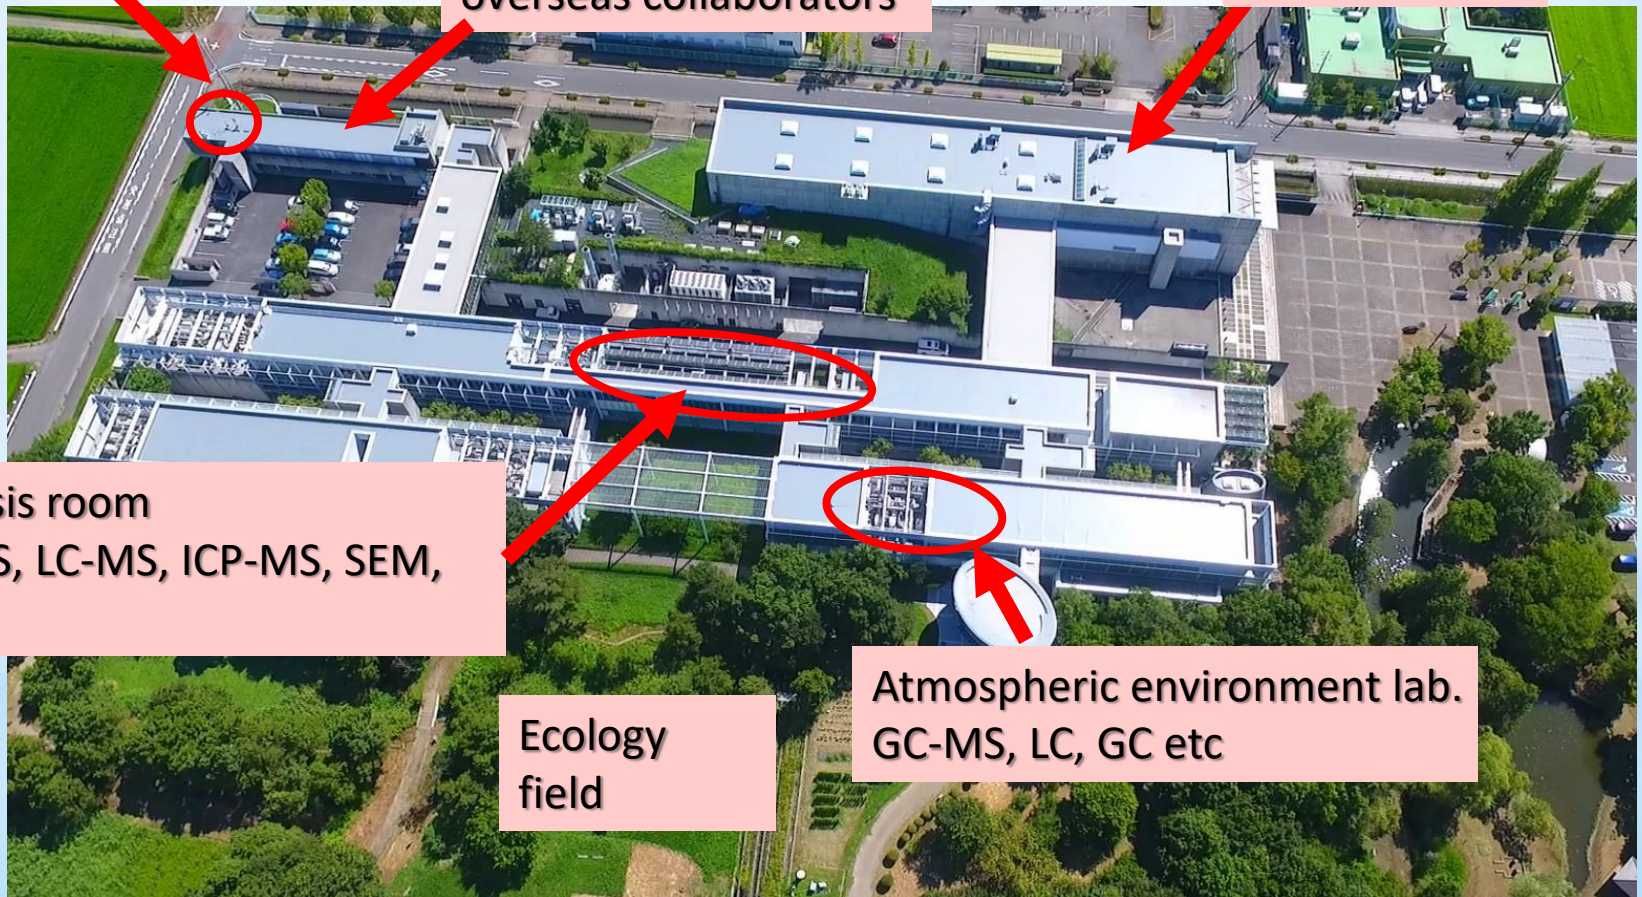 overseas collaborators
sis room
S, LC-MS, ICP-MS, SEM,
Ecology
field
Atmospheric environment lab.
GC-MS, LC, GC etc